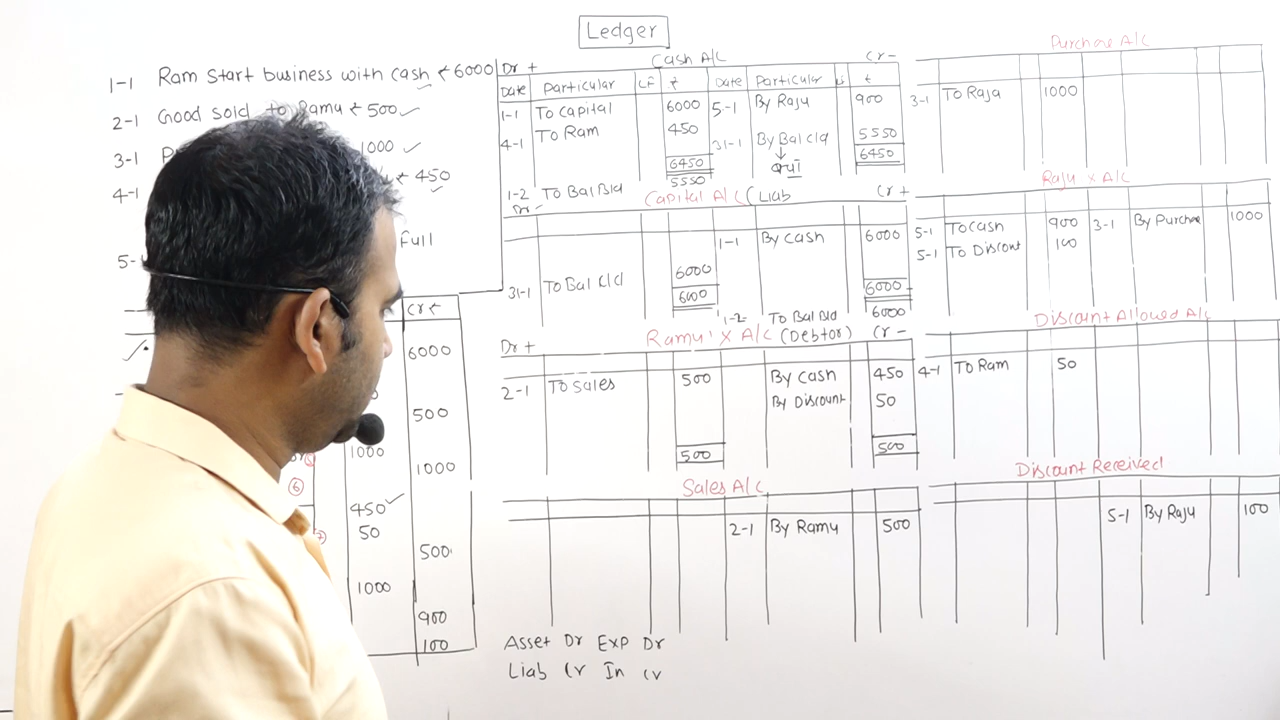 Ledger
1-1 Ram Start business with cash ₹ 6000
2-1 Good sold to Ramu ₹ 500
3-1 1000
4-1 ₹ 450
Full
5-1
Cr ₹
6000
500
1000
1000
⑥
450
50
500
1000
900
100
Dr + Cash A/C Cr -
Date Particular LF ₹ Date Particular LF ₹
1-1 To Capital 6000 5-1 By Raju 900
4-1 To Ram 450 31-1 By Bal C/d 5550
6450 6450
1-2 To Bal B/d 5550
Dr - Capital A/C (Liab Cr +
1-1 By Cash 6000
31-1 To Bal C/d 6000
6000 6000
1-2- To Bal B/d 6000
Dr + Ramu's A/C (Debtor) Cr -
2-1 To Sales 500 By Cash 450
By Discount 50
500 500
Sales A/C
2-1 By Ramu 500
Asset Dr Exp Dr
Liab Cr In Cr
Purchase A/C
3-1 To Raja 1000
Raju x A/C
5-1 To Cash 900 3-1 By Purchae 1000
5-1 To Discont 100
Discount Allowed A/C
4-1 To Ram 50
Discount Received
5-1 By Raju 100